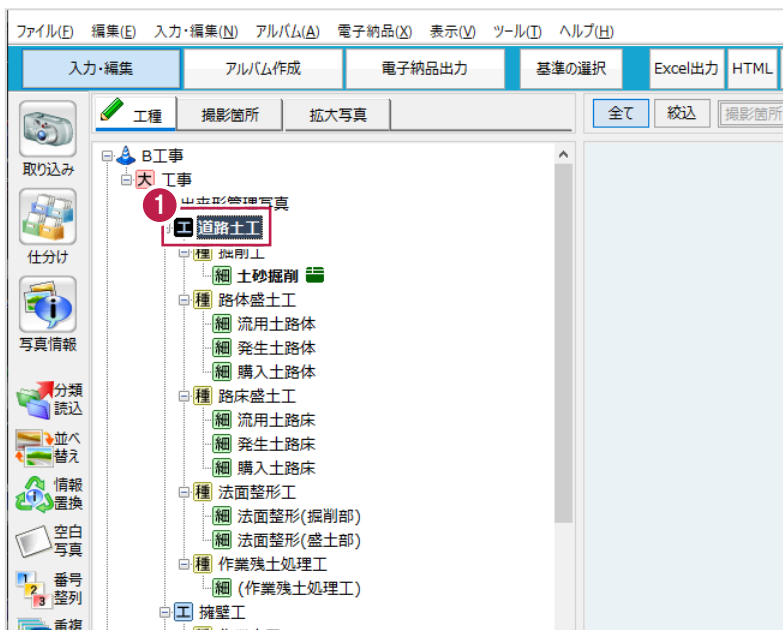 ファイル(F) 編集(E) 入力・編集(N) アルバム(A) 電子納品(X) 表示(V) ツール(T) ヘルプ(H)
入力・編集 アルバム作成 電子納品出力 基準の選択 Excel出力 HTML
工種 撮影箇所 拡大写真 全て 絞込 撮影箇所
取り込み
仕分け
写真情報
分類
読込
並べ
替え
情報
置換
空白
写真
番号
整列
重複
B工事
大 工事
1 出来形管理写真
工 道路土工
種 掘削工
細 土砂掘削
種 路体盛土工
細 流用土路体
細 発生土路体
細 購入土路体
種 路床盛土工
細 流用土路床
細 発生土路床
細 購入土路床
種 法面整形工
細 法面整形(掘削部)
細 法面整形(盛土部)
種 作業残土処理工
細 (作業残土処理工)
工 擁壁工